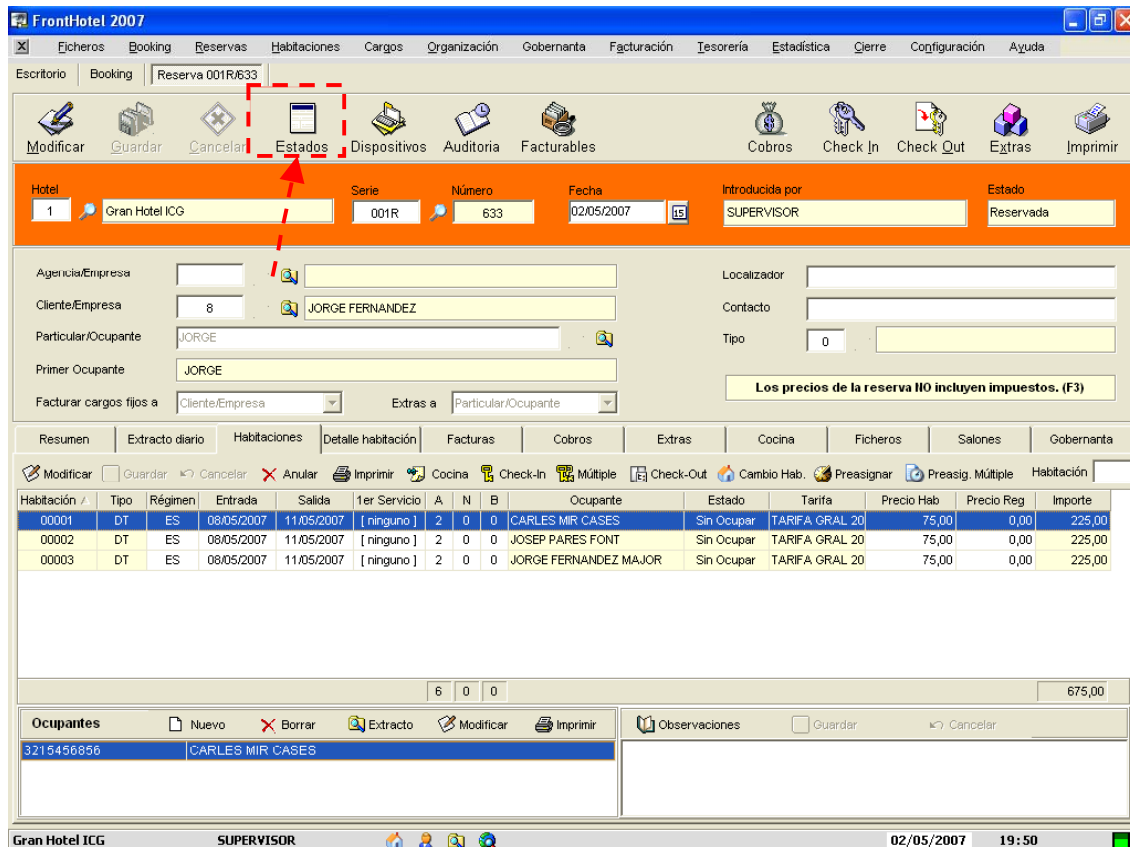 FrontHotel 2007
X Ficheros Booking Reservas Habitaciones Cargos Organización Gobernanta Facturación Tesorería Estadística Cierre Configuración Ayuda
Escritorio Booking Reserva 001R/633
Modificar Guardar Cancelar Estados Dispositivos Auditoria Facturables Cobros Check In Check Out Extras Imprimir
Hotel Serie Número Fecha Introducida por Estado
1 Gran Hotel ICG 001R 633 02/05/2007 15 SUPERVISOR Reservada
Agencia/Empresa Localizador
Cliente/Empresa 8 JORGE FERNANDEZ Contacto
Particular/Ocupante JORGE Tipo 0
Primer Ocupante JORGE
Los precios de la reserva NO incluyen impuestos. (F3)
Facturar cargos fijos a Cliente/Empresa Extras a Particular/Ocupante
Resumen Extracto diario Habitaciones Detalle habitación Facturas Cobros Extras Cocina Ficheros Salones Gobernanta
Modificar Guardar Cancelar Anular Imprimir Cocina Check-In Múltiple Check-Out Cambio Hab. Preasignar Preasig. Múltiple Habitación
Habitación Tipo Régimen Entrada Salida 1er Servicio A N B Ocupante Estado Tarifa Precio Hab Precio Reg Importe
00001 DT ES 08/05/2007 11/05/2007 [ ninguno ] 2 0 0 CARLES MIR CASES Sin Ocupar TARIFA GRAL 20 75,00 0,00 225,00
00002 DT ES 08/05/2007 11/05/2007 [ ninguno ] 2 0 0 JOSEP PARES FONT Sin Ocupar TARIFA GRAL 20 75,00 0,00 225,00
00003 DT ES 08/05/2007 11/05/2007 [ ninguno ] 2 0 0 JORGE FERNANDEZ MAJOR Sin Ocupar TARIFA GRAL 20 75,00 0,00 225,00
6 0 0 675,00
Ocupantes Nuevo Borrar Extracto Modificar Imprimir Observaciones Guardar Cancelar
3215456856 CARLES MIR CASES
Gran Hotel ICG SUPERVISOR 02/05/2007 19:50